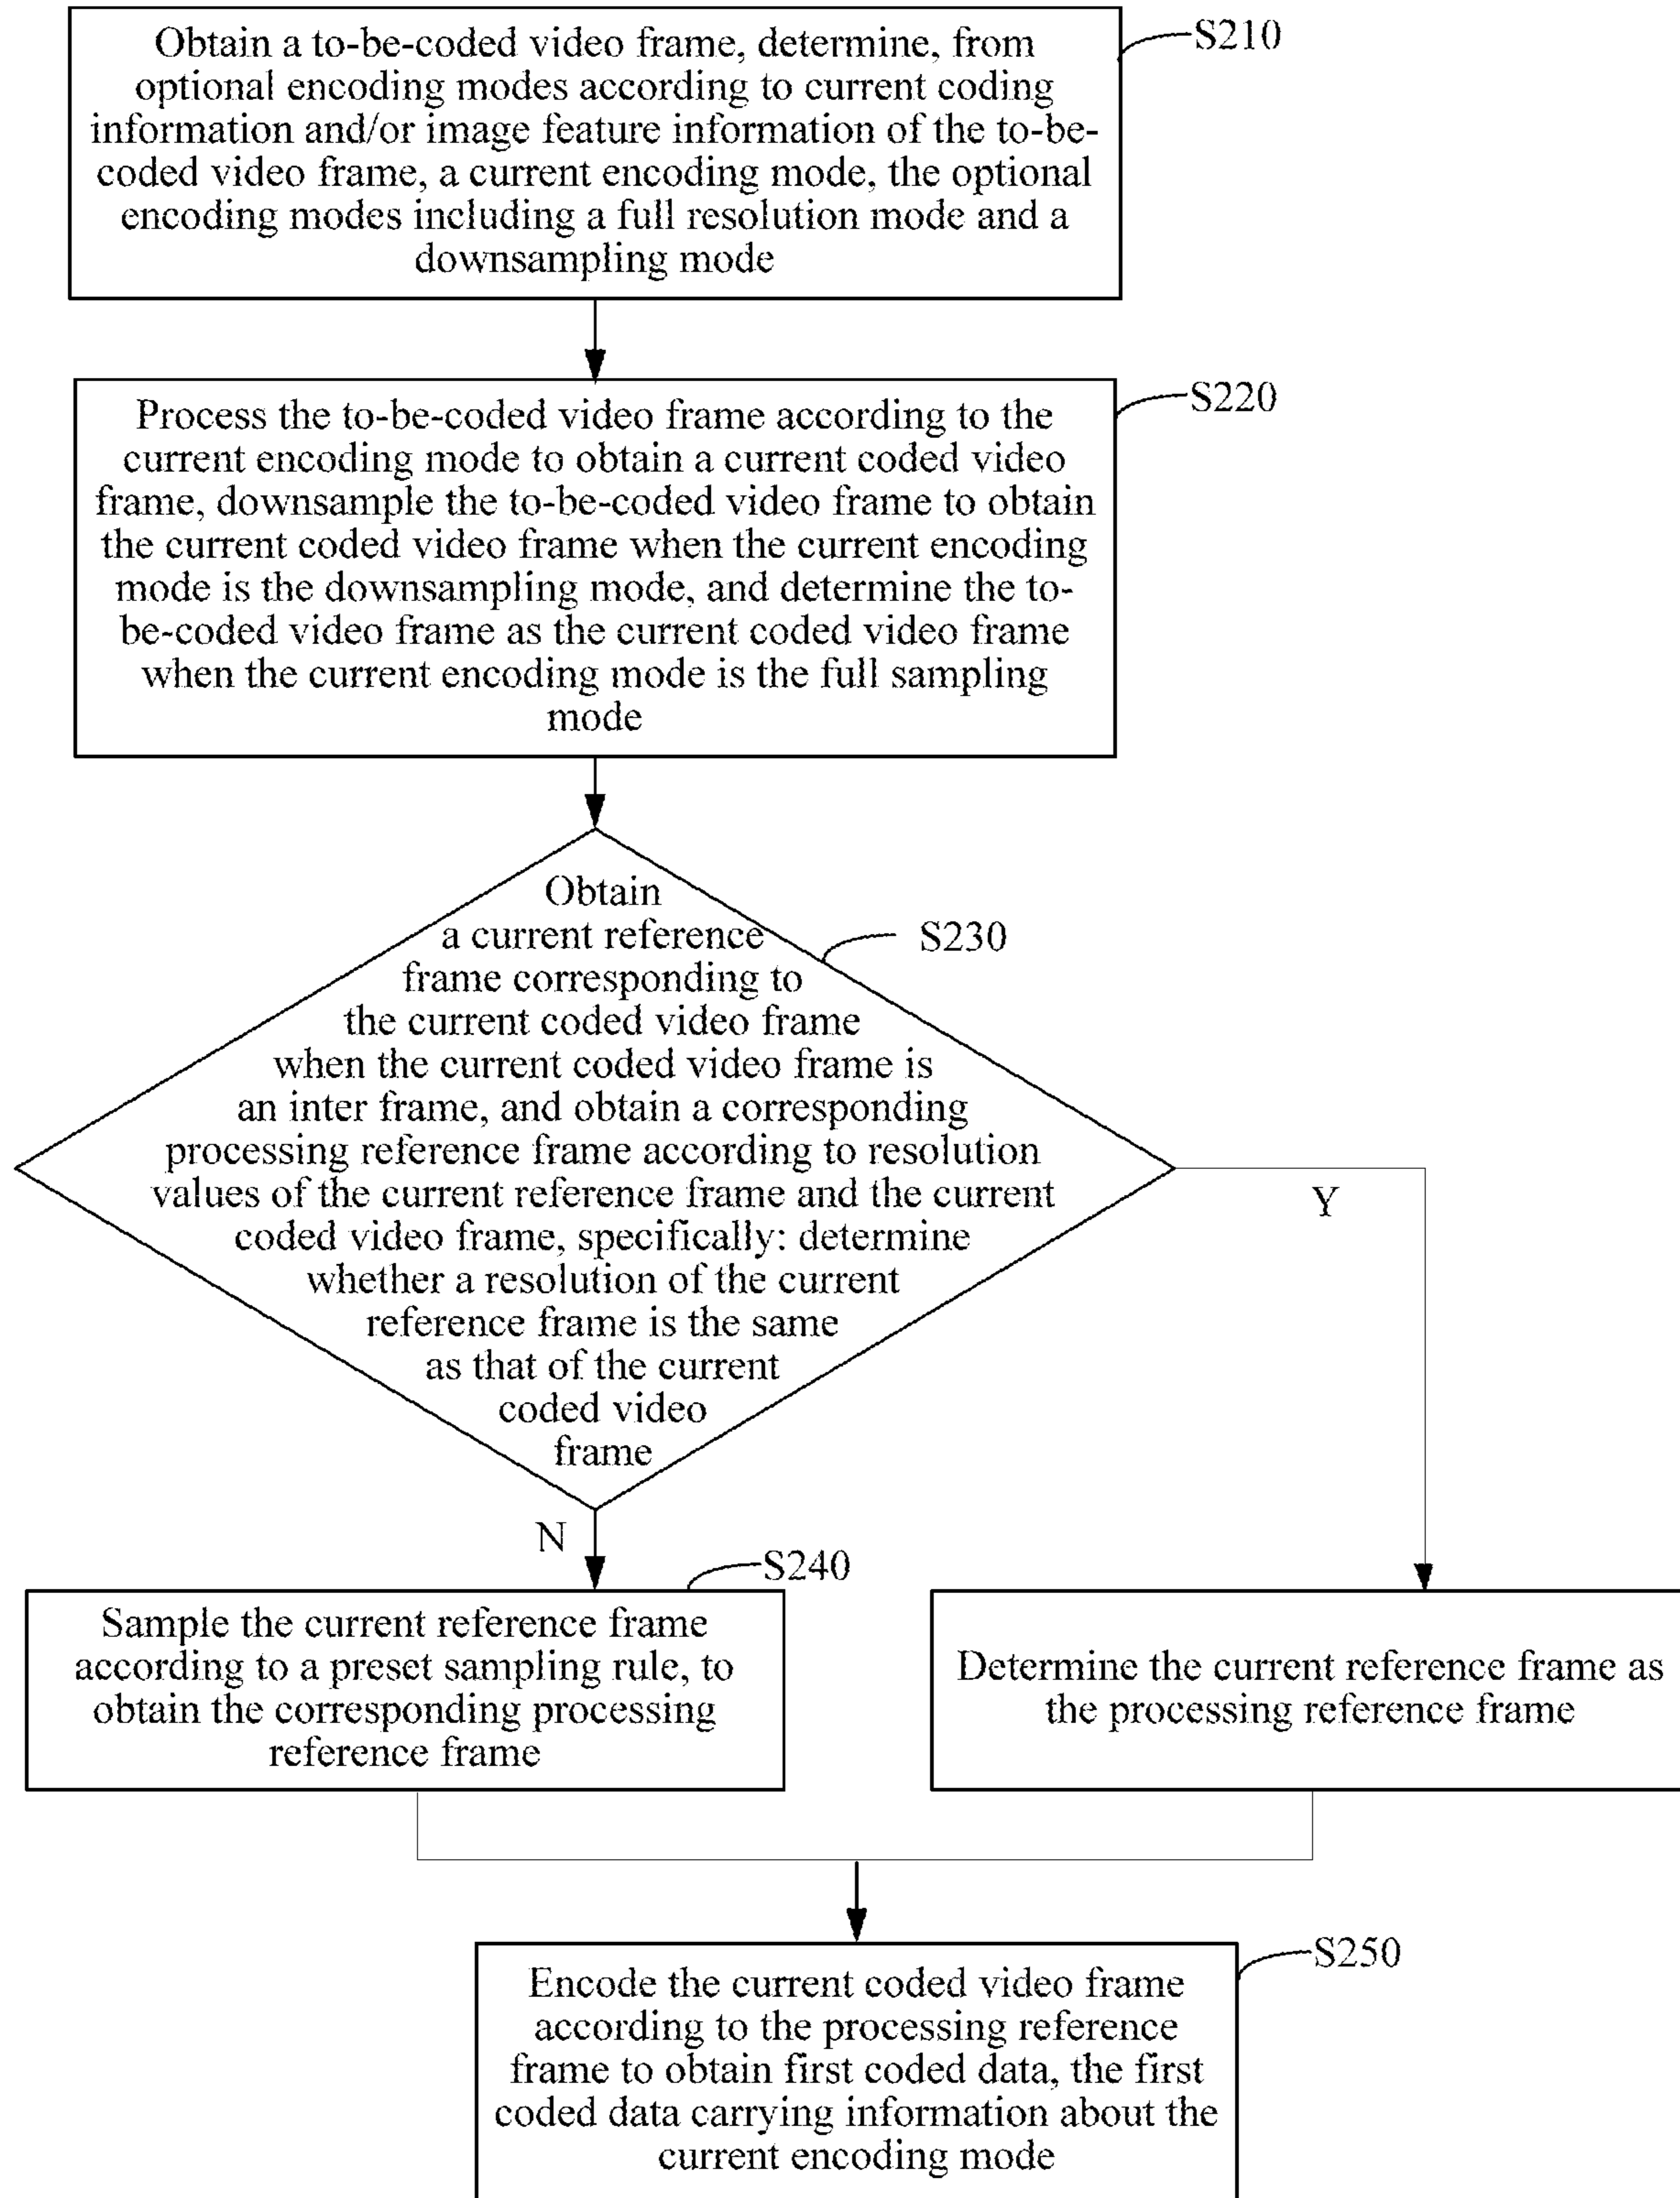 Obtain a to-be-coded video frame, determine, from
optional encoding modes according to current coding
information and/or image feature information of the to-be-
coded video frame, a current encoding mode, the optional
encoding modes including a full resolution mode and a
downsampling mode
S210
Process the to-be-coded video frame according to the
current encoding mode to obtain a current coded video
frame, downsample the to-be-coded video frame to obtain
the current coded video frame when the current encoding
mode is the downsampling mode, and determine the to-
be-coded video frame as the current coded video frame
when the current encoding mode is the full sampling
mode
S220
Obtain
a current reference
frame corresponding to
the current coded video frame
when the current coded video frame is
an inter frame, and obtain a corresponding
processing reference frame according to resolution
values of the current reference frame and the current
coded video frame, specifically: determine
whether a resolution of the current
reference frame is the same
as that of the current
coded video
frame
S230
Y
N
S240
Sample the current reference frame
according to a preset sampling rule, to
obtain the corresponding processing
reference frame
Determine the current reference frame as
the processing reference frame
S250
Encode the current coded video frame
according to the processing reference
frame to obtain first coded data, the first
coded data carrying information about the
current encoding mode